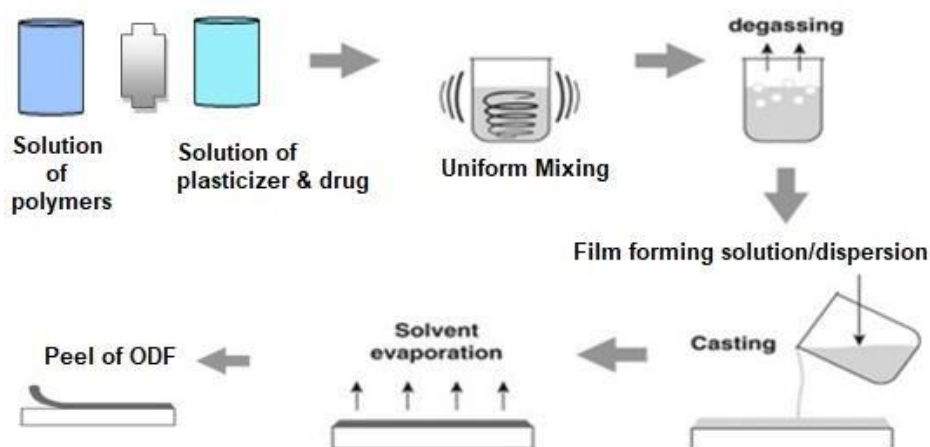 Solution
of
polymers
Solution of
plasticizer & drug
Uniform Mixing
degassing
Film forming solution/dispersion
Casting
Solvent
evaporation
Peel of ODF